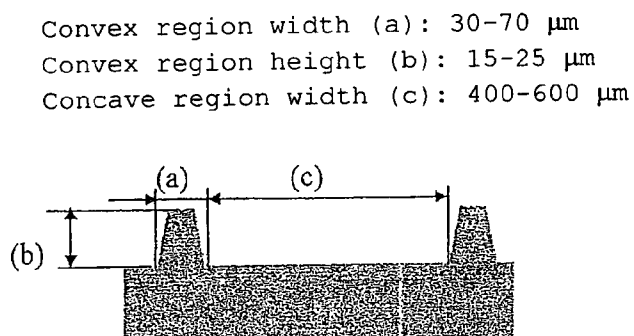 Convex region width (a): 30-70 μm
Convex region height (b): 15-25 μm
Concave region width (c): 400-600 μm
(a) (c)
(b)